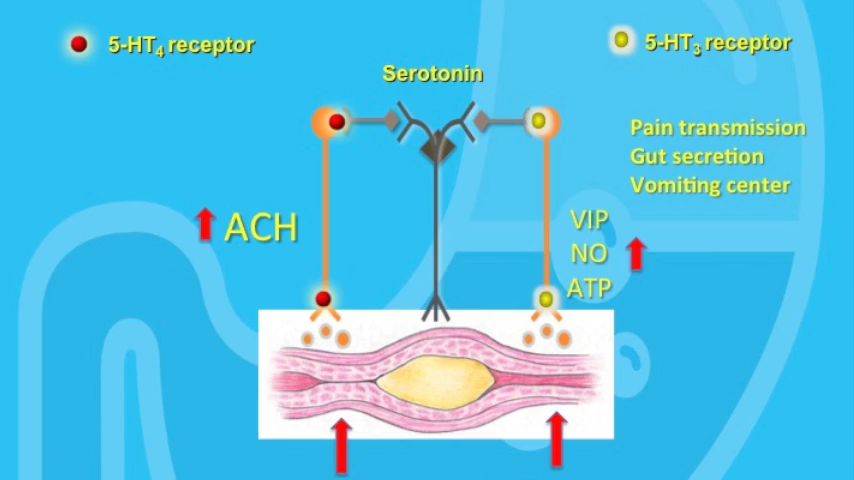 5-HT4 receptor
5-HT3 receptor
Serotonin
Pain transmission
Gut secretion
Vomiting center
ACH
VIP
NO
ATP